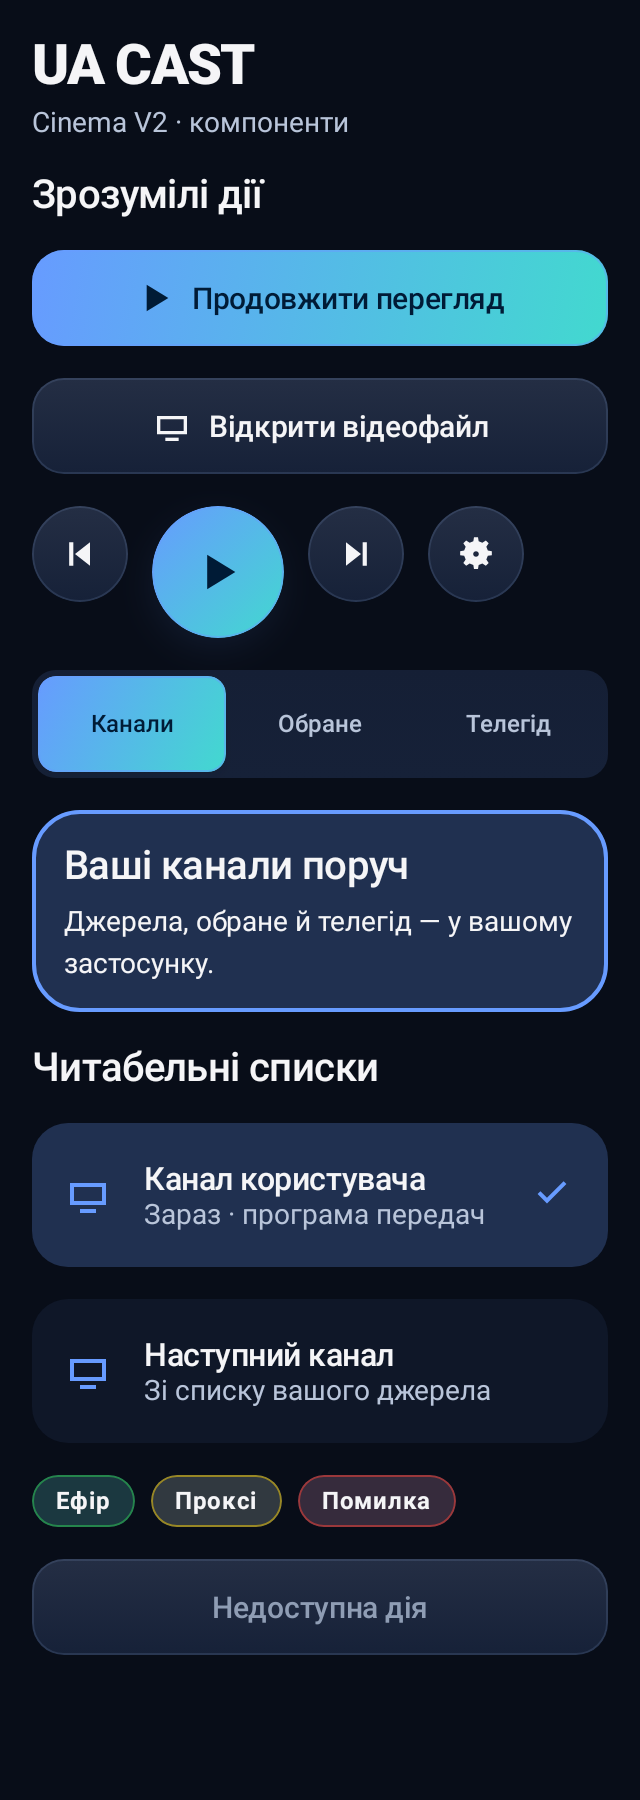 UA CAST
Cinema V2 · компоненти
Зрозумілі дії
Продовжити перегляд
Відкрити відеофайл
Канали
Обране
Телегід
Ваші канали поруч
Джерела, обране й телегід — у вашому
застосунку.
Читабельні списки
Канал користувача
Зараз · програма передач
Наступний канал
Зі списку вашого джерела
Ефір
Проксі
Помилка
Недоступна дія